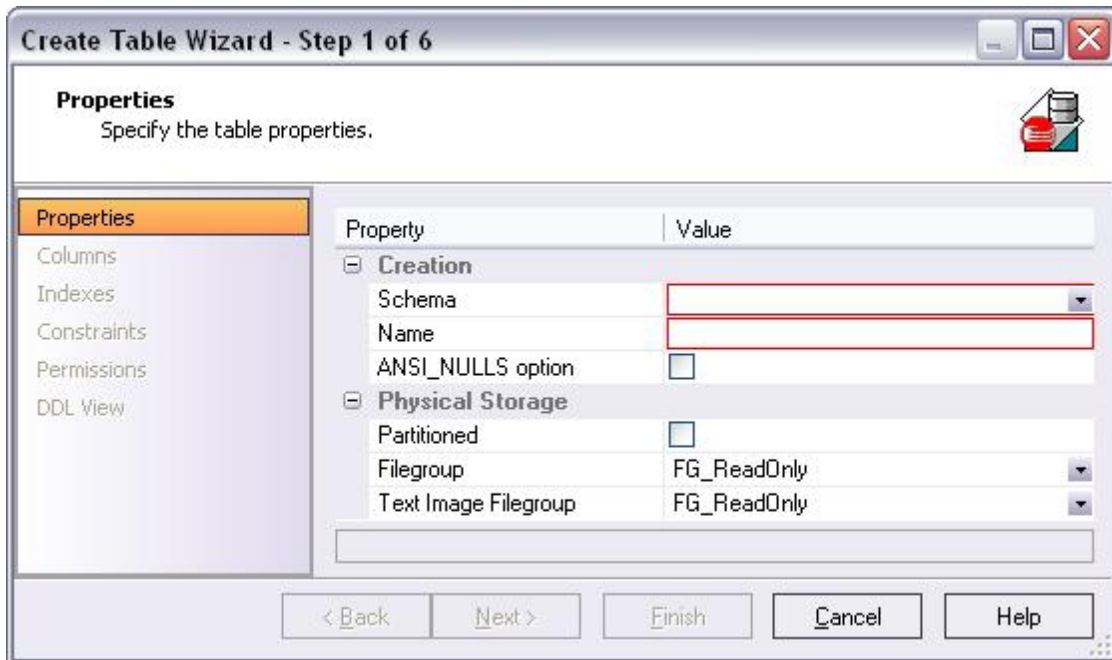 Create Table Wizard - Step 1 of 6
Properties
Specify the table properties.
Properties
Columns
Indexes
Constraints
Permissions
DDL View
Property Value
Creation
Schema
Name
ANSI_NULLS option
Physical Storage
Partitioned
Filegroup FG_ReadOnly
Text Image Filegroup FG_ReadOnly
< Back Next > Finish Cancel Help